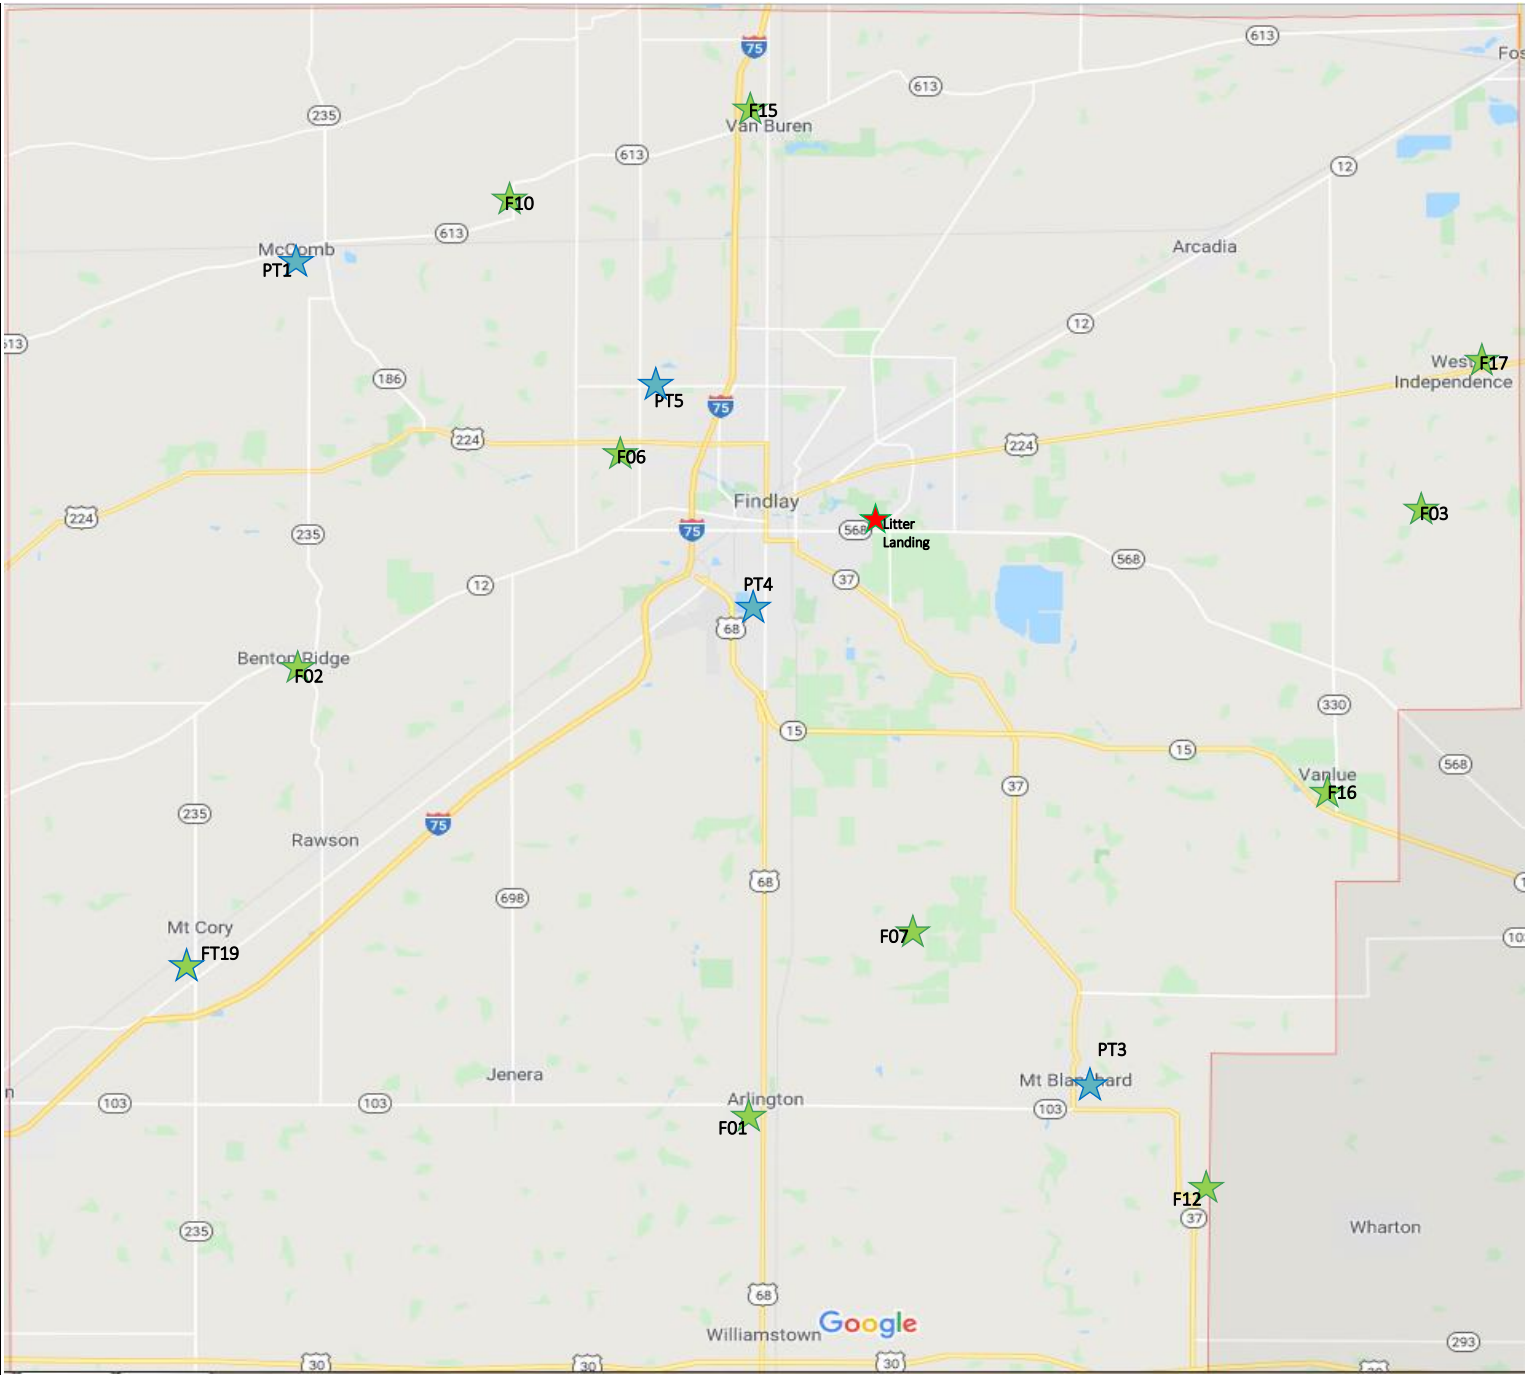 75
613
Fos
613
235
F15
Van Buren
613
12
F10
613
McComb
PT1
Arcadia
12
613
186
West
F17
Independence
PT5
75
224
224
F06
Findlay
224
F03
Litter
568
Landing
75
235
568
12
37
PT4
68
Benton Ridge
F02
330
15
15
568
Vanlue
F16
37
235
75
Rawson
68
698
Mt Cory
F07
103
FT19
PT3
Jenera
Mt Blanchard
n
Arlington
103
103
103
F01
F12
37
Wharton
235
68
Google
Williamstown
293
30
30
30
30